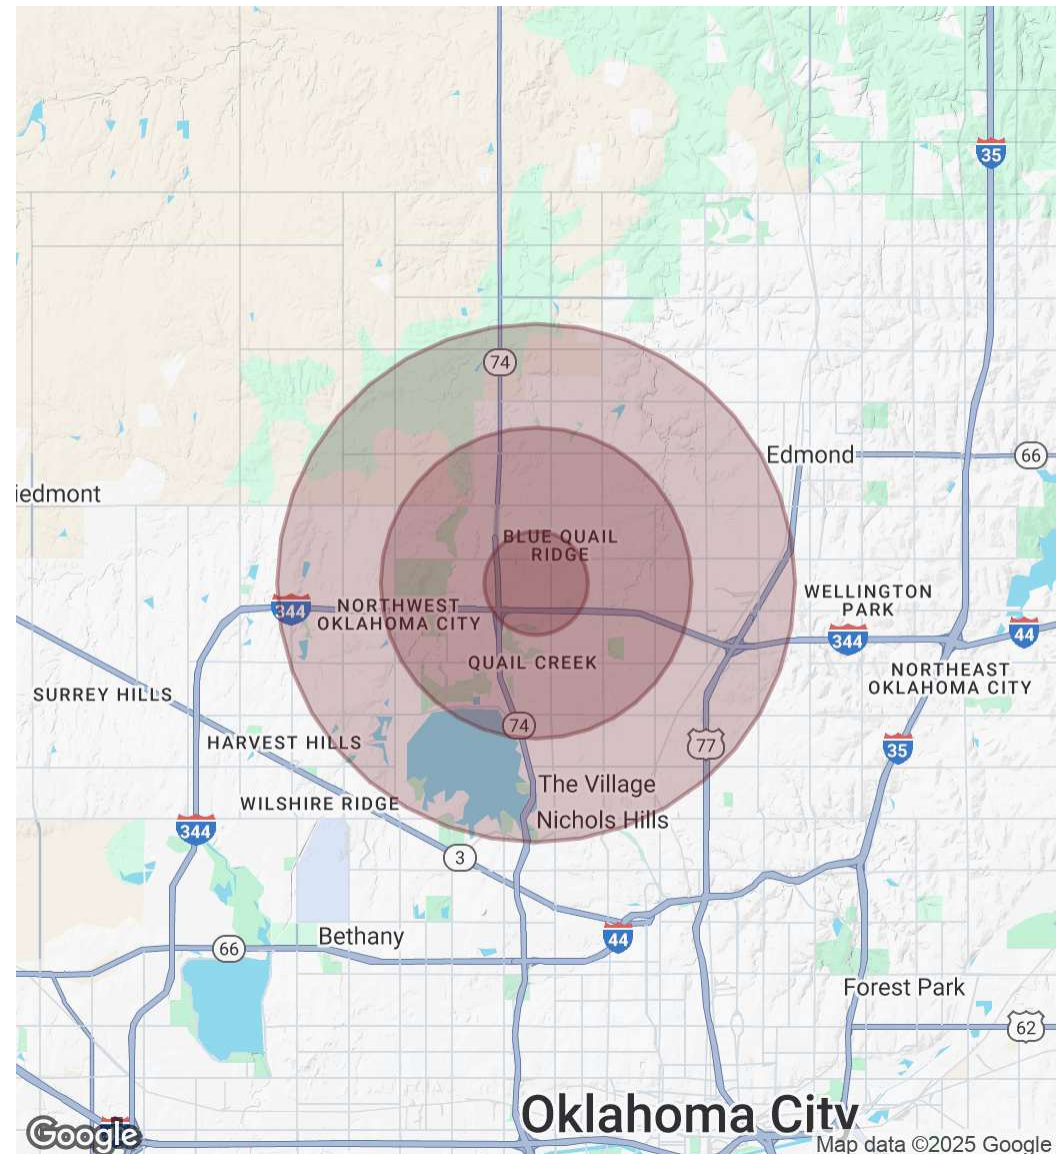 35
74
Edmond
66
iedmont
BLUE QUAIL
RIDGE
WELLINGTON
PARK
344
NORTHWEST
OKLAHOMA CITY
344
44
QUAIL CREEK
NORTHEAST
OKLAHOMA CITY
SURREY HILLS
74
HARVEST HILLS
77
35
The Village
WILSHIRE RIDGE
Nichols Hills
344
3
Bethany
44
66
Forest Park
62
Oklahoma City
Google
Map data ©2025 Google